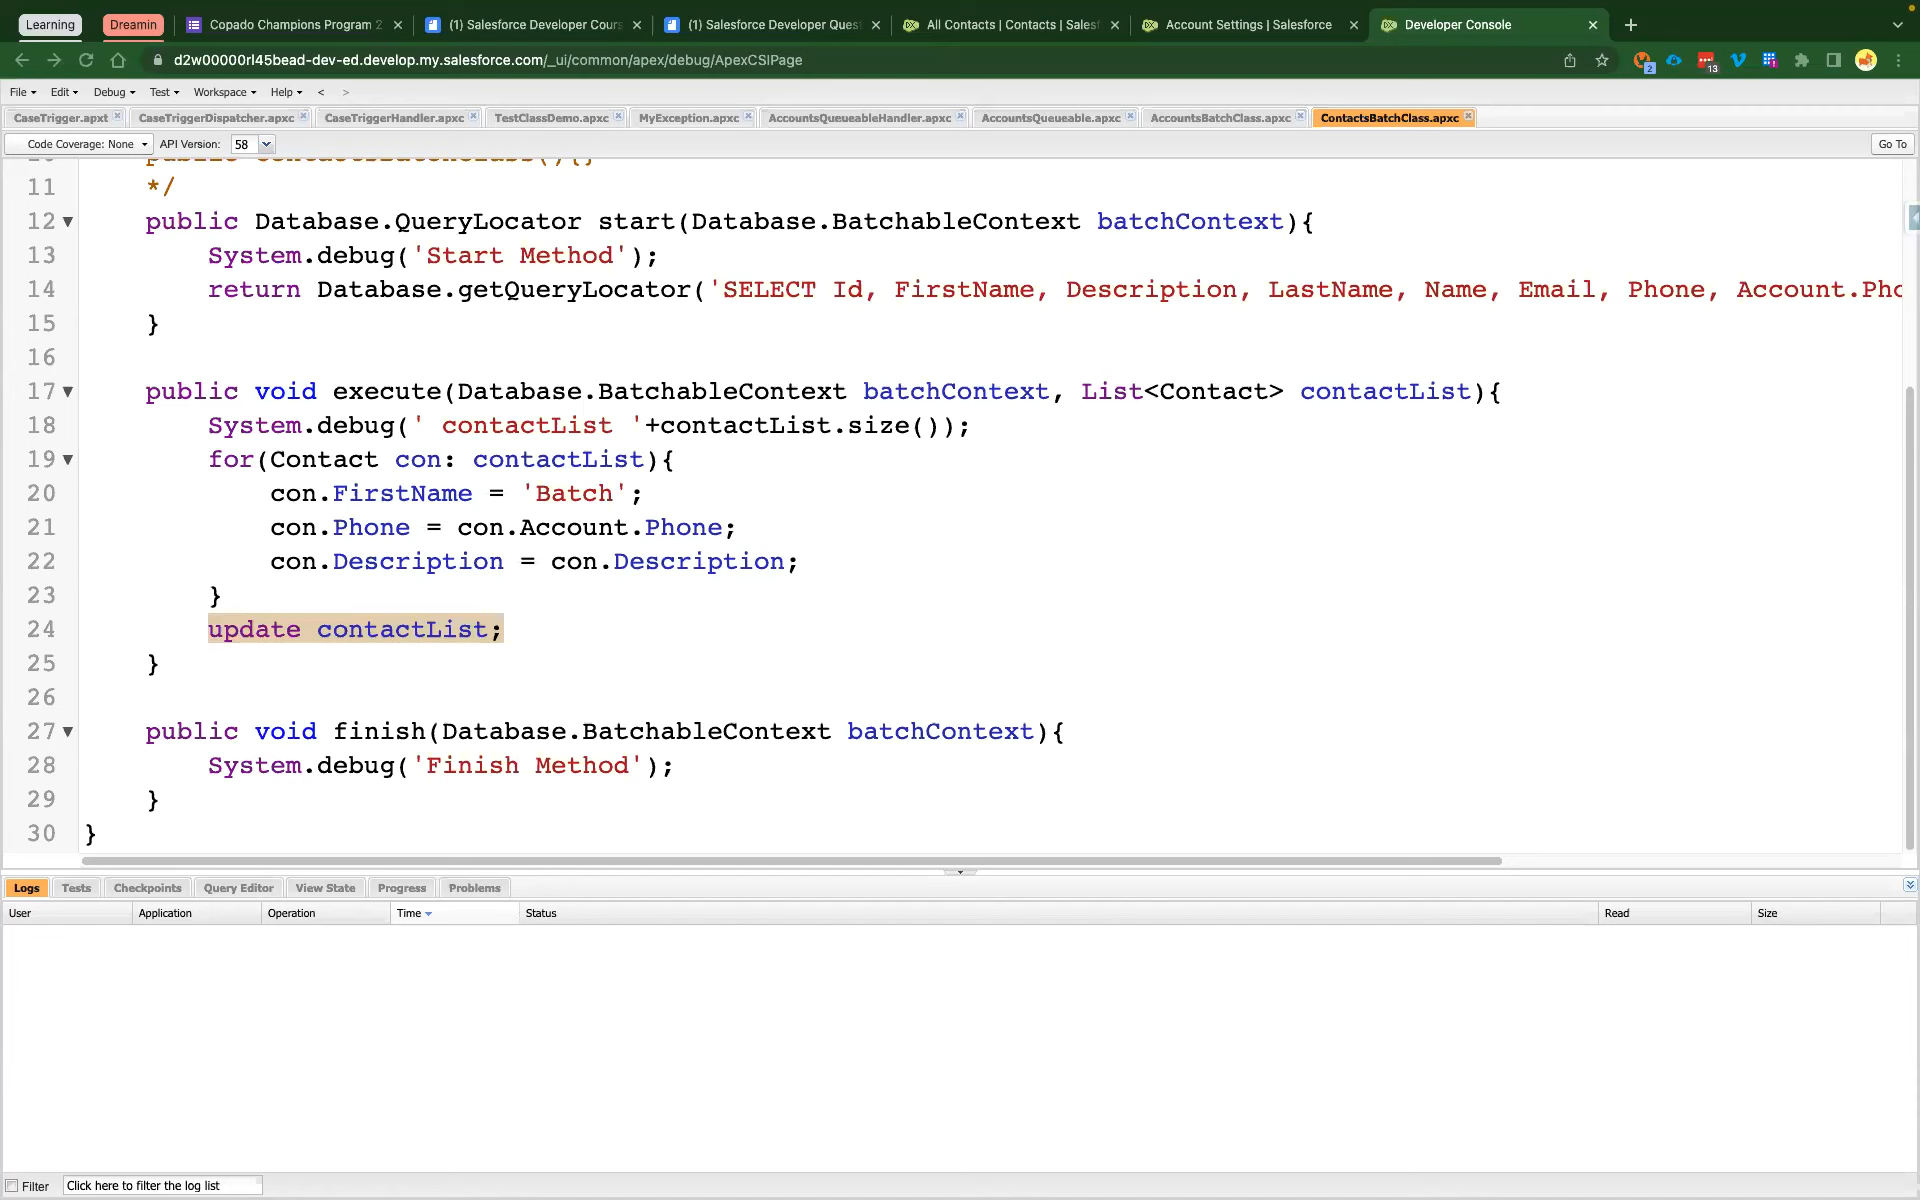 Learning Dreamin Copado Champions Program 2 (1) Salesforce Developer Cours (1) Salesforce Developer Ques All Contacts | Contacts | Salesf Account Settings | Salesforce Developer Console
d2w00000rl45bead-dev-ed.develop.my.salesforce.com/_ui/common/apex/debug/ApexCSIPage 2 13
File Edit Debug Test Workspace Help < >
CaseTrigger.apxt CaseTriggerDispatcher.apxc CaseTriggerHandler.apxc TestClassDemo.apxc MyException.apxc AccountsQueueableHandler.apxc AccountsQueueable.apxc AccountsBatchClass.apxc ContactsBatchClass.apxc
Code Coverage: None API Version: 58 Go To
10 public ContactsBatchClass(){}
11 */
12 public Database.QueryLocator start(Database.BatchableContext batchContext){
13 System.debug('Start Method');
14 return Database.getQueryLocator('SELECT Id, FirstName, Description, LastName, Name, Email, Phone, Account.Pho
15 }
16
17 public void execute(Database.BatchableContext batchContext, List<Contact> contactList){
18 System.debug(' contactList '+contactList.size());
19 for(Contact con: contactList){
20 con.FirstName = 'Batch';
21 con.Phone = con.Account.Phone;
22 con.Description = con.Description;
23 }
24 update contactList;
25 }
26
27 public void finish(Database.BatchableContext batchContext){
28 System.debug('Finish Method');
29 }
30 }
Logs Tests Checkpoints Query Editor View State Progress Problems
User Application Operation Time Status Read Size
Filter Click here to filter the log list